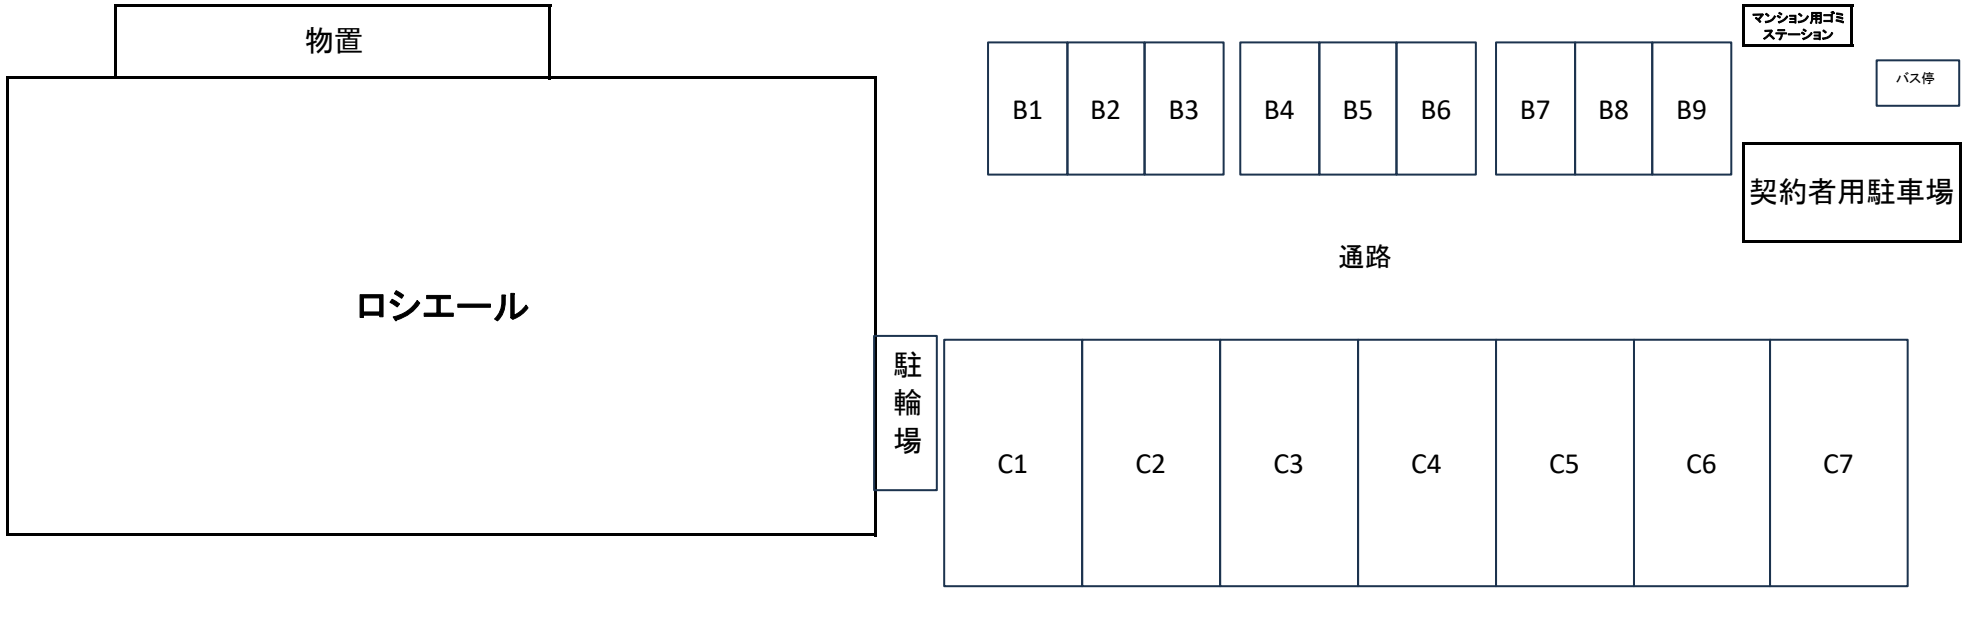 物置
マンション用ゴミ
ステーション
バス停
B1 B2 B3 B4 B5 B6 B7 B8 B9
契約者用駐車場
通路
ロシエール
駐輪場
C1 C2 C3 C4 C5 C6 C7